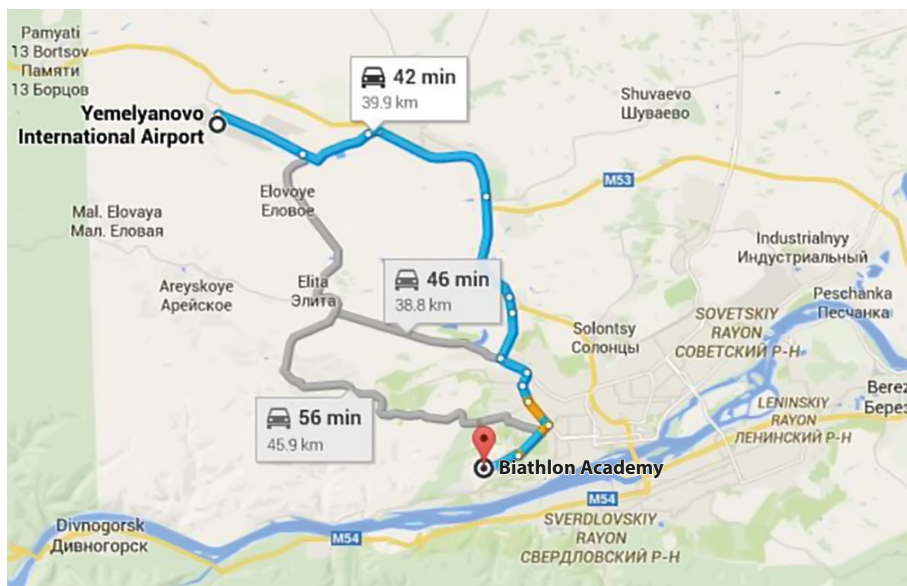 Pamyati
13 Bortsov
Памяти
13 Борцов
42 min
39.9 km
Yemelyanovo
International Airport
Shuvaevo
Шуваево
M53
Elovoye
Еловое
Mal. Elovaya
Мал. Еловая
Industrialnyy
Индустриальный
Areyskoye
Арейское
Elita
Элита
46 min
38.8 km
Peschanka
Песчанка
SOVETSKIY
RAYON
СОВЕТСКИЙ Р-Н
Solontsy
Солонцы
56 min
45.9 km
Berez
Берез
LENINSKIY
RAYON
ЛЕНИНСКИЙ Р-Н
Biathlon Academy
M54
Divnogorsk
Дивногорск
M54
SVERDLOVSKIY
RAYON
СВЕРДЛОВСКИЙ Р-Н